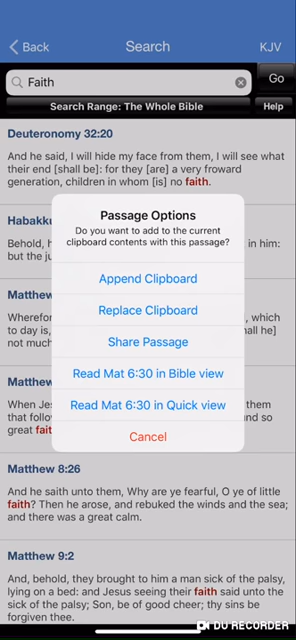 Back
Search
KJV
Faith
Go
Search Range: The Whole Bible
Help
Deuteronomy 32:20
And he said, I will hide my face from them, I will see what
their end [shall be]: for they [are] a very froward
generation, children in whom [is] no faith.
Habakku
Behold, h
in him:
but the ju
Matthew
Wherefor
, which
to day is,
all he]
not much
Matthew
When Jes
them
that follo
nd so
great fait
Passage Options
Do you want to add to the current
clipboard contents with this passage?
Append Clipboard
Replace Clipboard
Share Passage
Read Mat 6:30 in Bible view
Read Mat 6:30 in Quick view
Cancel
Matthew 8:26
And he saith unto them, Why are ye fearful, O ye of little
faith? Then he arose, and rebuked the winds and the sea;
and there was a great calm.
Matthew 9:2
And, behold, they brought to him a man sick of the palsy,
lying on a bed: and Jesus seeing their faith said unto the
sick of the palsy; Son, be of good cheer; thy sins be
forgiven thee.
DU RECORDER